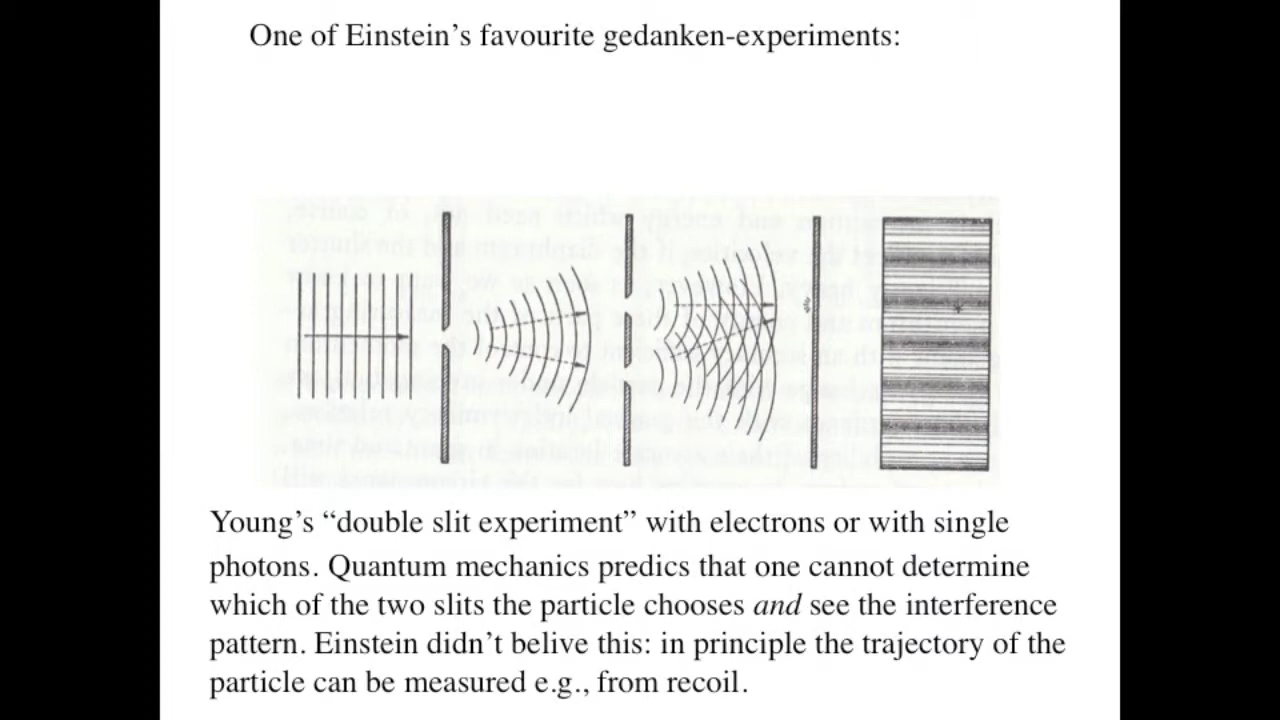 One of Einstein’s favourite gedanken-experiments:
Young’s “double slit experiment” with electrons or with single
photons. Quantum mechanics predics that one cannot determine
which of the two slits the particle chooses and see the interference
pattern. Einstein didn’t belive this: in principle the trajectory of the
particle can be measured e.g., from recoil.